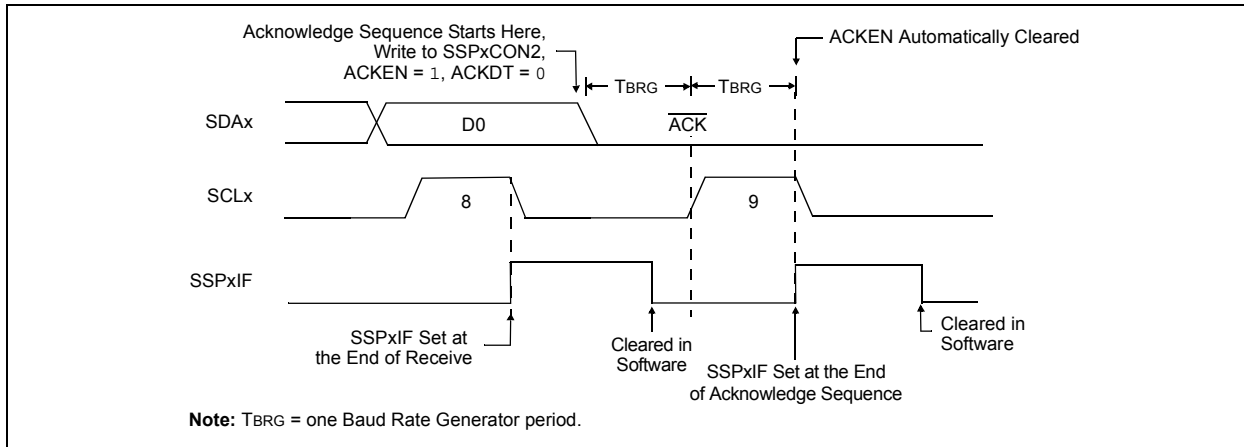 Acknowledge Sequence Starts Here,
Write to SSPxCON2,
ACKEN = 1, ACKDT = 0
ACKEN Automatically Cleared
TBRG
TBRG
SDAx
D0
ACK
SCLx
8
9
SSPxIF
SSPxIF Set at
the End of Receive
Cleared in
Software
SSPxIF Set at the End
of Acknowledge Sequence
Cleared in
Software
Note: TBRG = one Baud Rate Generator period.